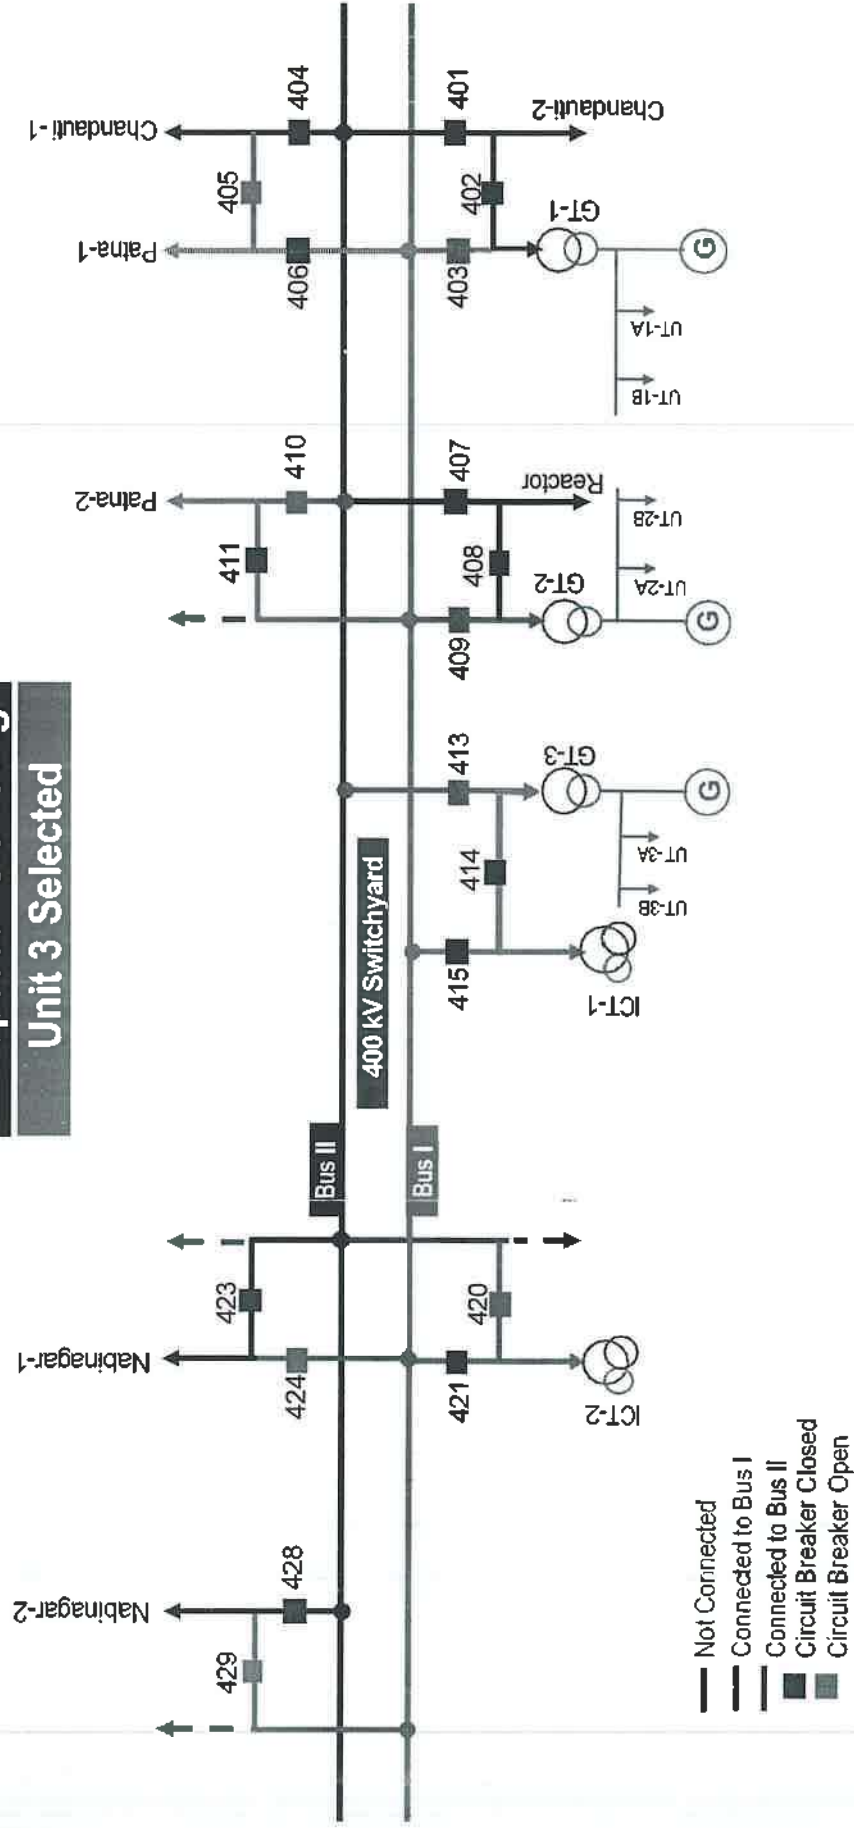 Unit 3 Selected
Chandauti-1
Patna-1
Patna-2
Nabinagar-1
Nabinagar-2
404
405
406
410
411
423
424
428
429
Bus II
400 kV Switchyard
Bus I
401
402
403
407
408
409
413
414
415
420
421
Chandauti-2
GT-1
G
UT-1A
UT-1B
Reactor
GT-2
UT-2B
UT-2A
G
GT-3
UT-3A
UT-3B
G
ICT-1
ICT-2
Not Connected
Connected to Bus I
Connected to Bus II
Circuit Breaker Closed
Circuit Breaker Open